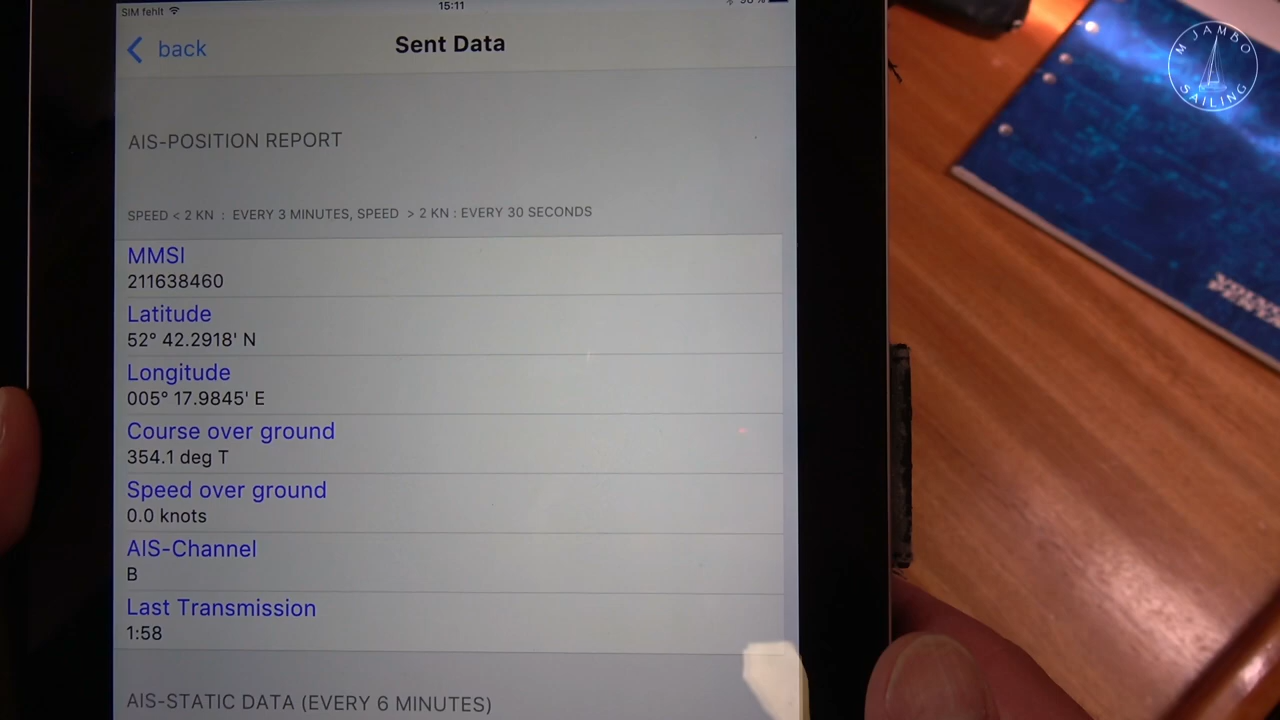 SIM fehlt 15:11
back Sent Data
AIS-POSITION REPORT
SPEED < 2 KN : EVERY 3 MINUTES, SPEED > 2 KN : EVERY 30 SECONDS
MMSI
211638460
Latitude
52° 42.2918' N
Longitude
005° 17.9845' E
Course over ground
354.1 deg T
Speed over ground
0.0 knots
AIS-Channel
B
Last Transmission
1:58
AIS-STATIC DATA (EVERY 6 MINUTES)
M JAMBO
SAILING